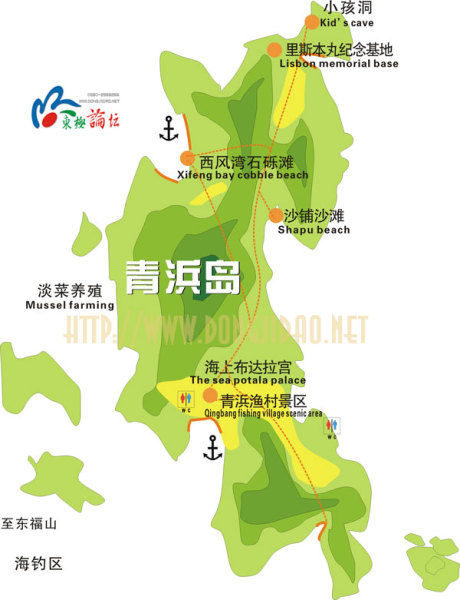 小孩洞
Kid's cave
里斯本丸纪念基地
Lisbon memorial base
WWW.DONGJIDAO.NET
东极論坛
西风湾石砾滩
Xifeng bay cobble beach
沙铺沙滩
Shapu beach
青浜岛
淡菜养殖
Mussel farming
HTTP://WWW.DONGJIDAO.NET
海上布达拉宫
The sea potala palace
青浜渔村景区
Qingbang fishing village scenic area
WC
WC
至东福山
海钓区